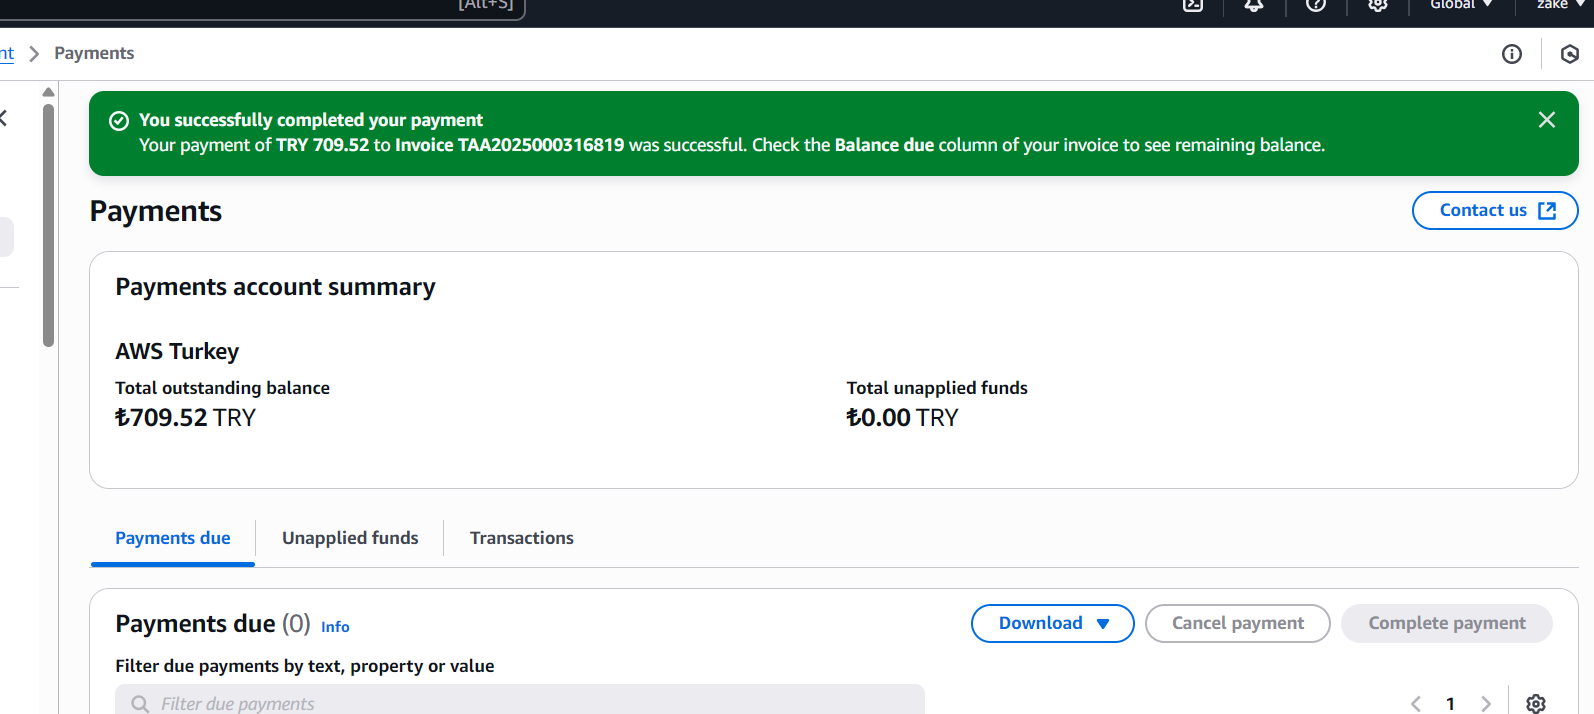 [Alt+S]
Global
zake
nt
Payments
You successfully completed your payment
Your payment of TRY 709.52 to Invoice TAA2025000316819 was successful. Check the Balance due column of your invoice to see remaining balance.
Payments
Contact us
Payments account summary
AWS Turkey
Total outstanding balance
Total unapplied funds
₺709.52 TRY
₺0.00 TRY
Payments due
Unapplied funds
Transactions
Payments due (0) Info
Download
Cancel payment
Complete payment
Filter due payments by text, property or value
Filter due payments
1